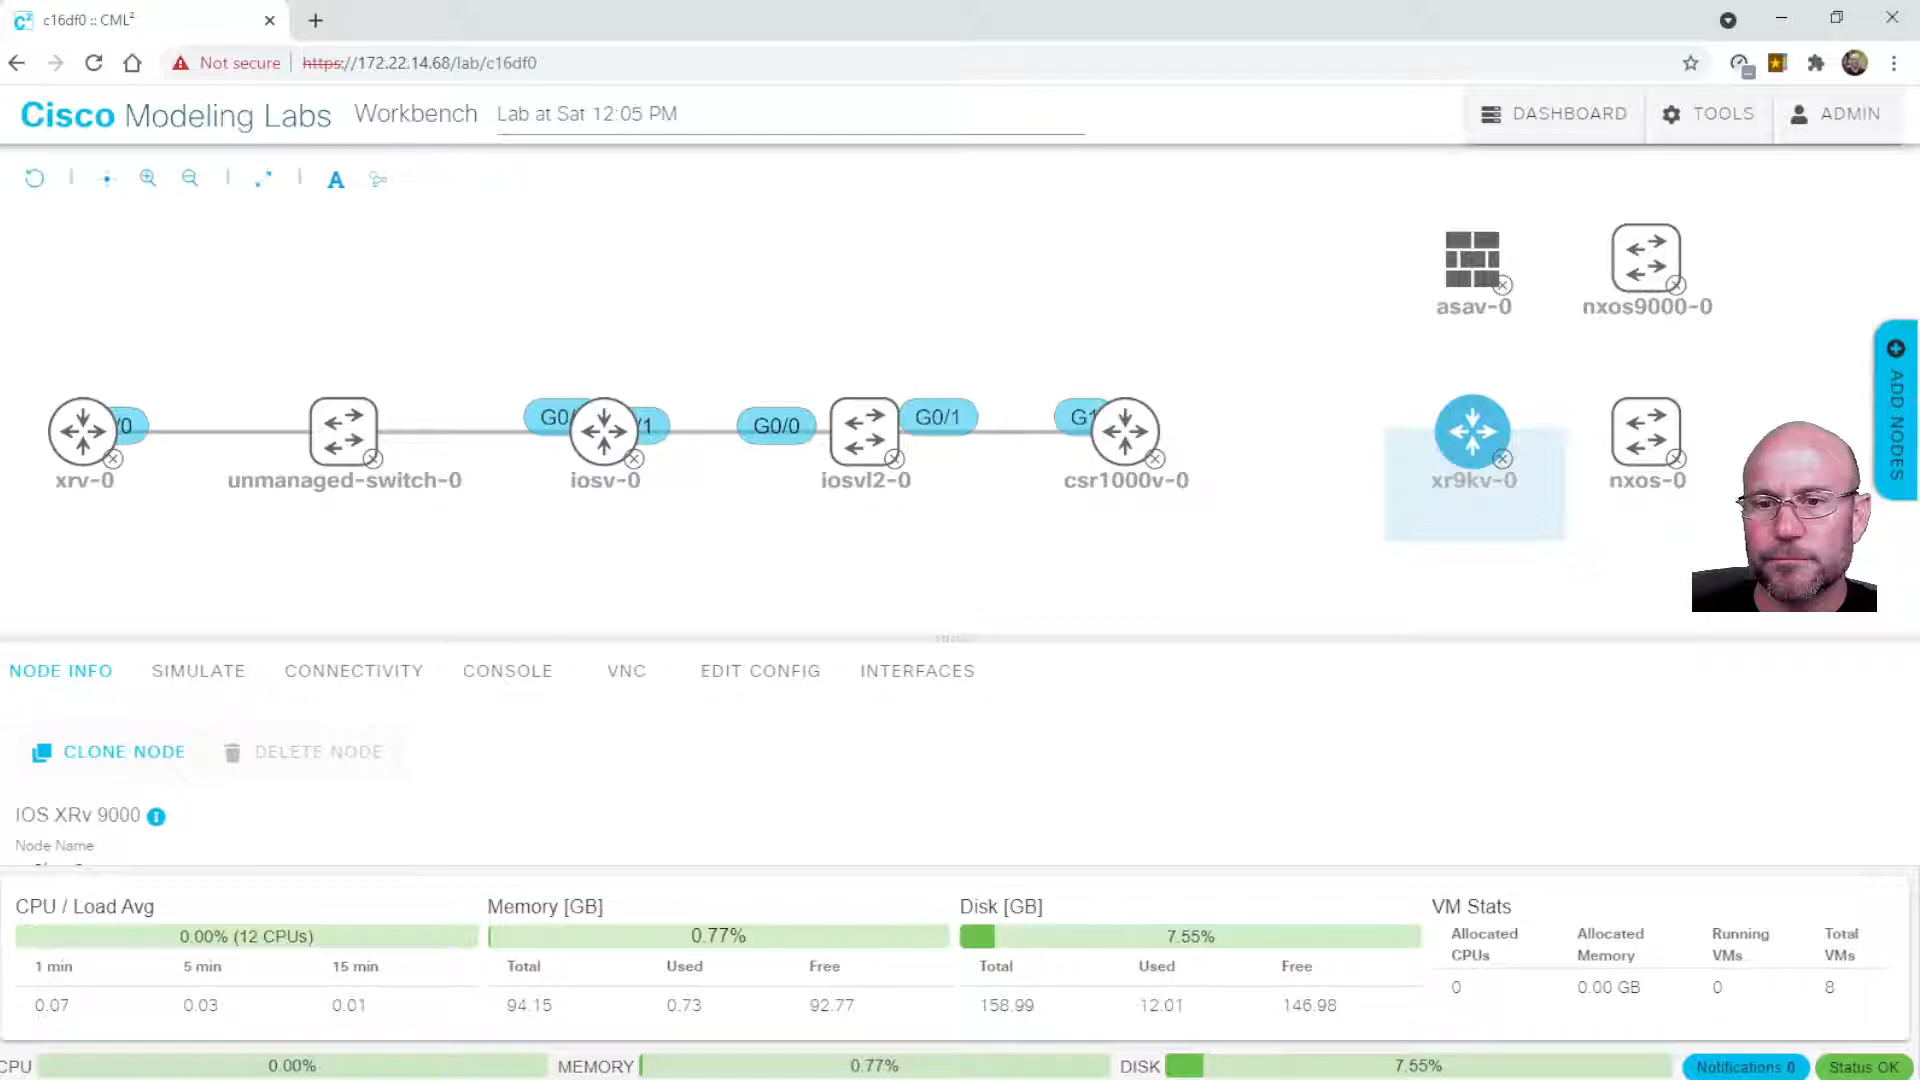 c16df0 :: CML²
Not secure
https://172.22.14.68/lab/c16df0
Cisco Modeling Labs Workbench Lab at Sat 12:05 PM
DASHBOARD TOOLS ADMIN
A
asav-0 nxos9000-0
ADD NODES
/0 G0/ /1 G0/0 G0/1 G1
xrv-0 unmanaged-switch-0 iosv-0 iosvl2-0 csr1000v-0 xr9kv-0 nxos-0
NODE INFO SIMULATE CONNECTIVITY CONSOLE VNC EDIT CONFIG INTERFACES
CLONE NODE DELETE NODE
IOS XRv 9000
Node Name
CPU / Load Avg Memory [GB] Disk [GB] VM Stats
0.00% (12 CPUs) 0.77% 7.55%
Allocated CPUs Allocated Memory Running VMs Total VMs
1 min 5 min 15 min Total Used Free Total Used Free
0.07 0.03 0.01 94.15 0.73 92.77 158.99 12.01 146.98
0 0.00 GB 0 8
CPU 0.00% MEMORY 0.77% DISK 7.55% Notifications 0 Status OK